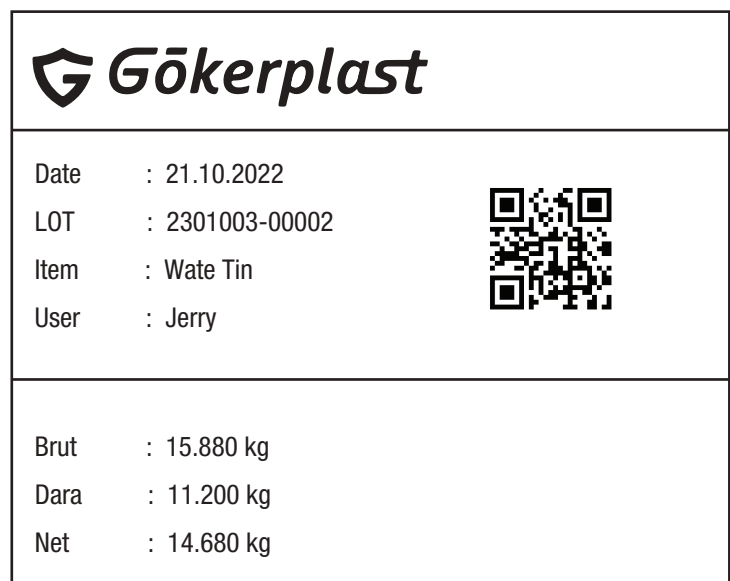 Gökerplast
Date : 21.10.2022
LOT : 2301003-00002
Item : Wate Tin
User : Jerry
Brut : 15.880 kg
Dara : 11.200 kg
Net : 14.680 kg